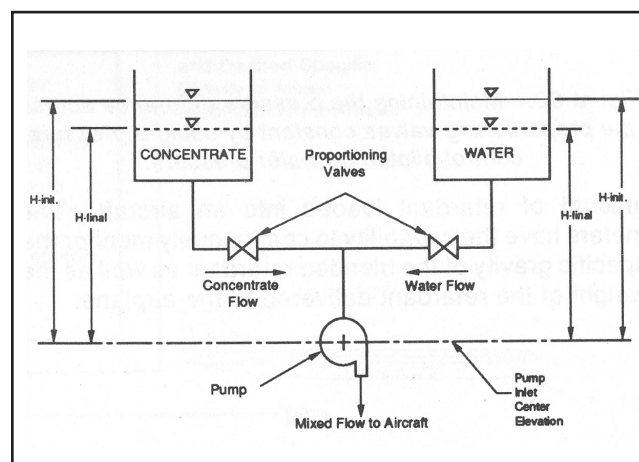 CONCENTRATE
WATER
Proportioning
Valves
H-init.
H-final
H-final
H-init.
Concentrate
Flow
Water Flow
Pump
Pump
Inlet
Center
Elevation
Mixed Flow to Aircraft